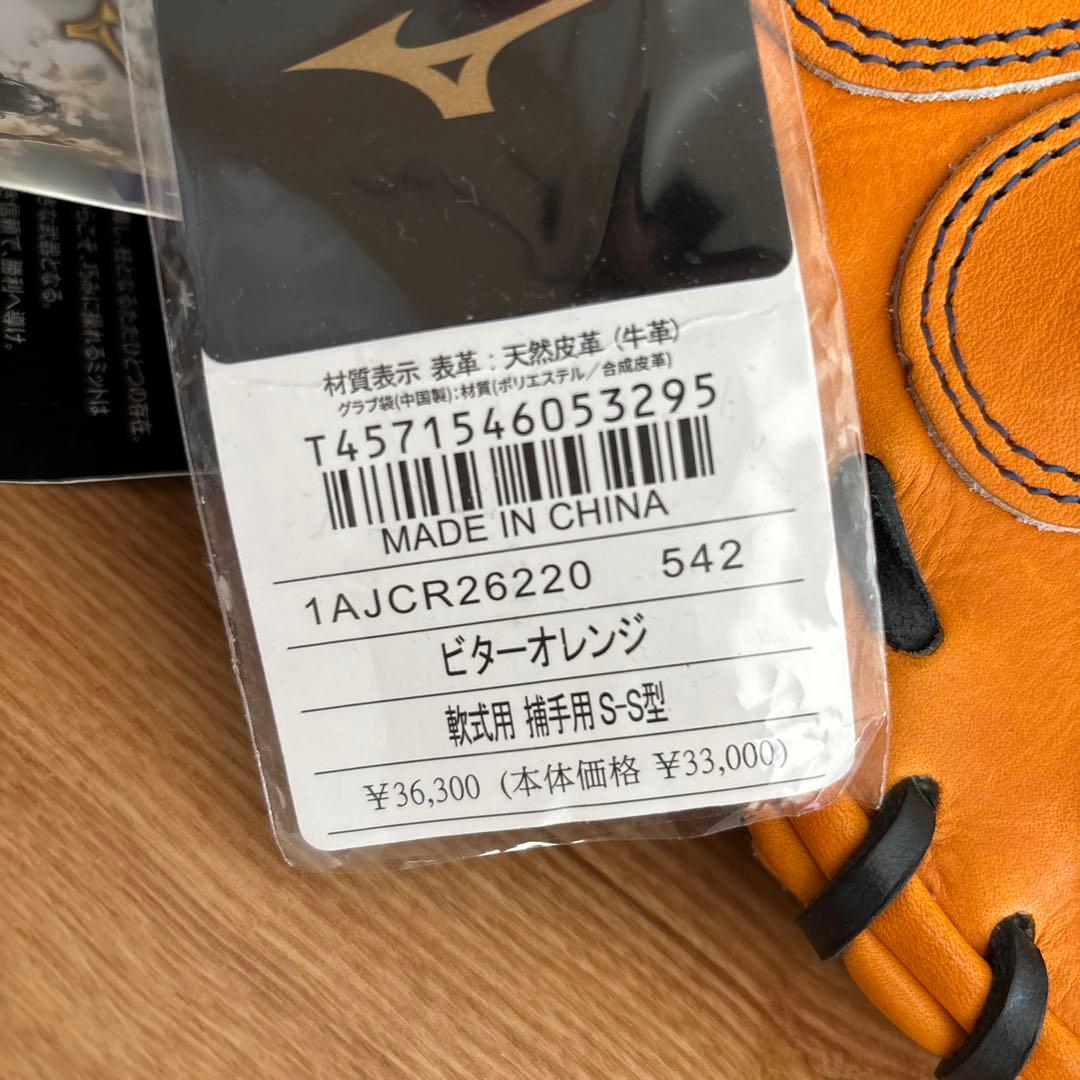 材質表示 表革：天然皮革（牛革）
グラブ袋(中国製):材質(ポリエステル／合成皮革)
T4571546053295
MADE IN CHINA
1AJCR26220 542
ビターオレンジ
軟式用 捕手用S-S型
¥36,300（本体価格 ¥33,000）